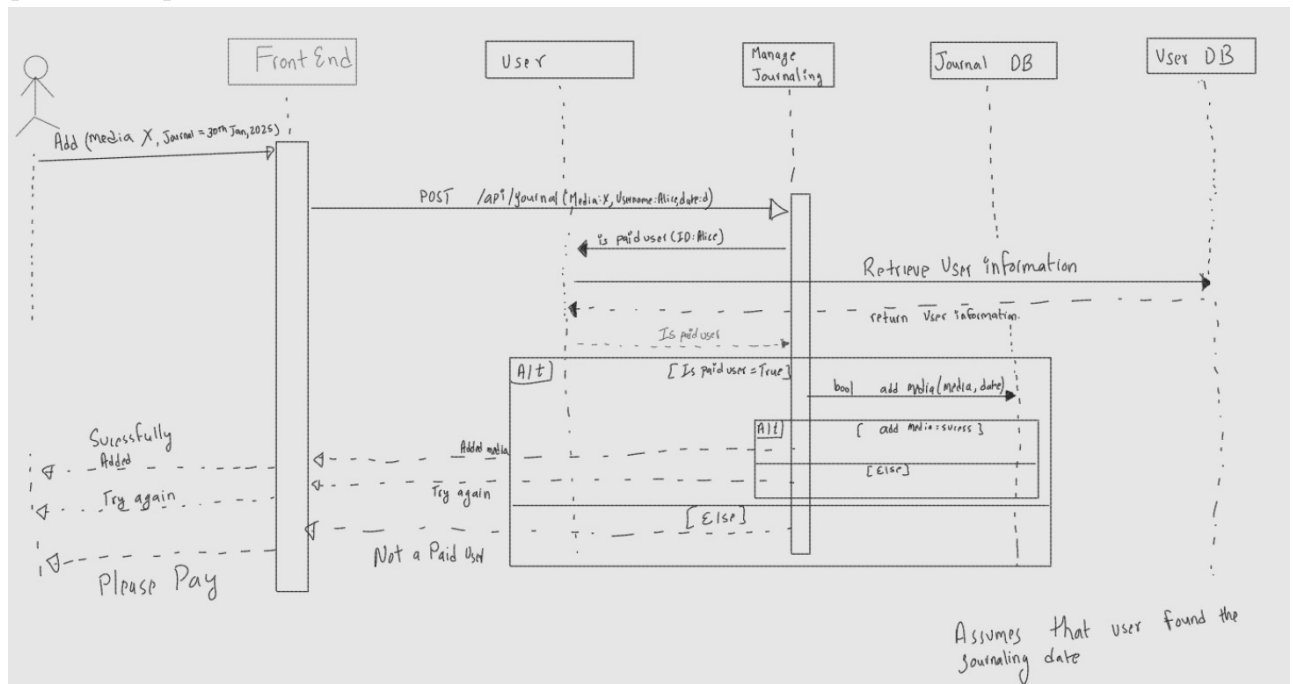 Front End
User
Manage
Journaling
Journal DB
User DB
Add (media X, Journal = 30th Jan, 2025)
POST /api/journal (Media:X, Username:Alice, date:d)
is paid user (ID: Alice)
Retrieve User information
return User information.
Is paid user
Alt
[ Is paid user = True ]
bool add media (media, date)
Alt
[ add media = sucess ]
Sucessfully
Added
Added media
[ Else ]
Try again
Try again
[ Else ]
Not a Paid User
Please Pay
Assumes that user found the
journaling date